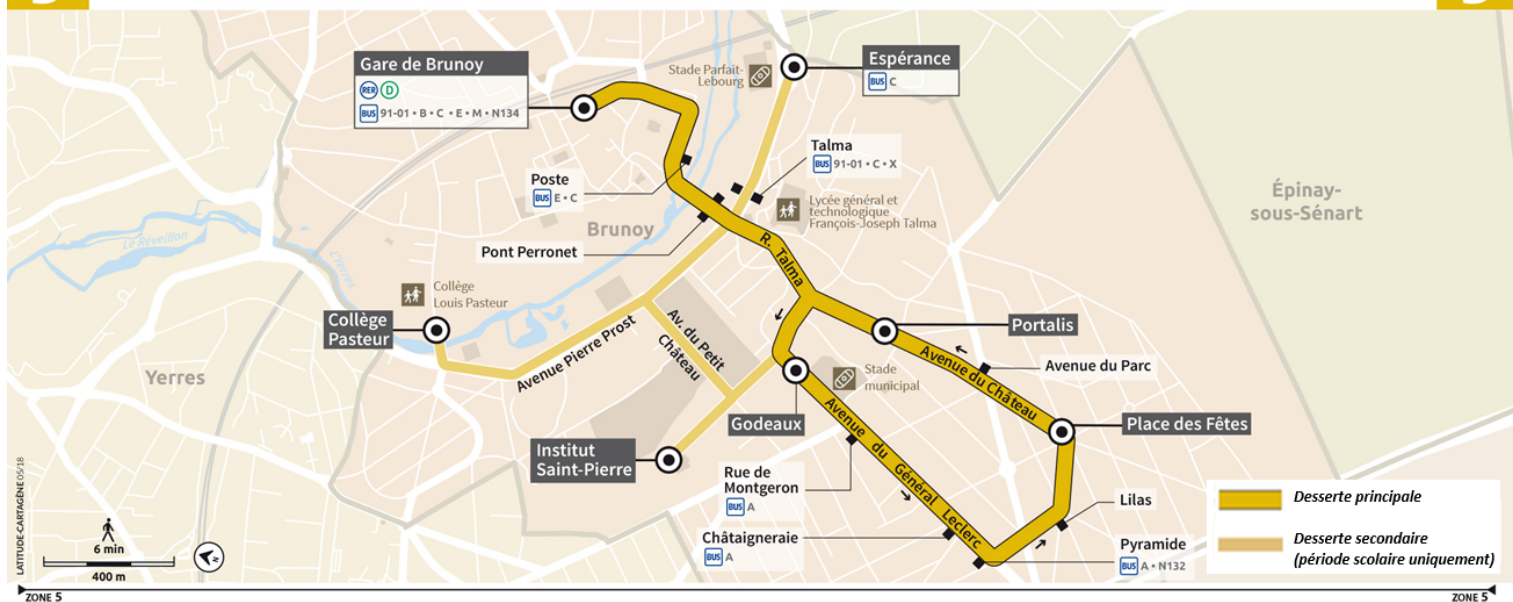 Gare de Brunoy
RER D
BUS 91-01 • B • C • E • M • N134
Stade Parfait-
Lebourg
Espérance
BUS C
Talma
BUS 91-01 • C • X
Poste
BUS E • C
Lycée général et
technologique
François-Joseph Talma
Épinay-
sous-Sénart
Brunoy
Le Réveillon
L'Yerres
Pont Perronet
R. Talma
Collège
Louis Pasteur
Collège
Pasteur
Avenue Pierre Prost
Av. du Petit
Château
Portalis
Avenue du Château
Avenue du Parc
Yerres
Stade
municipal
Godeaux
Place des Fêtes
Avenue du Général Leclerc
Institut
Saint-Pierre
Rue de
Montgeron
BUS A
Lilas
Châtaigneraie
BUS A
Pyramide
BUS A • N132
Desserte principale
Desserte secondaire
(période scolaire uniquement)
LATITUDE-CARTAGÈNE 05/18
6 min
400 m
N
ZONE 5
ZONE 5